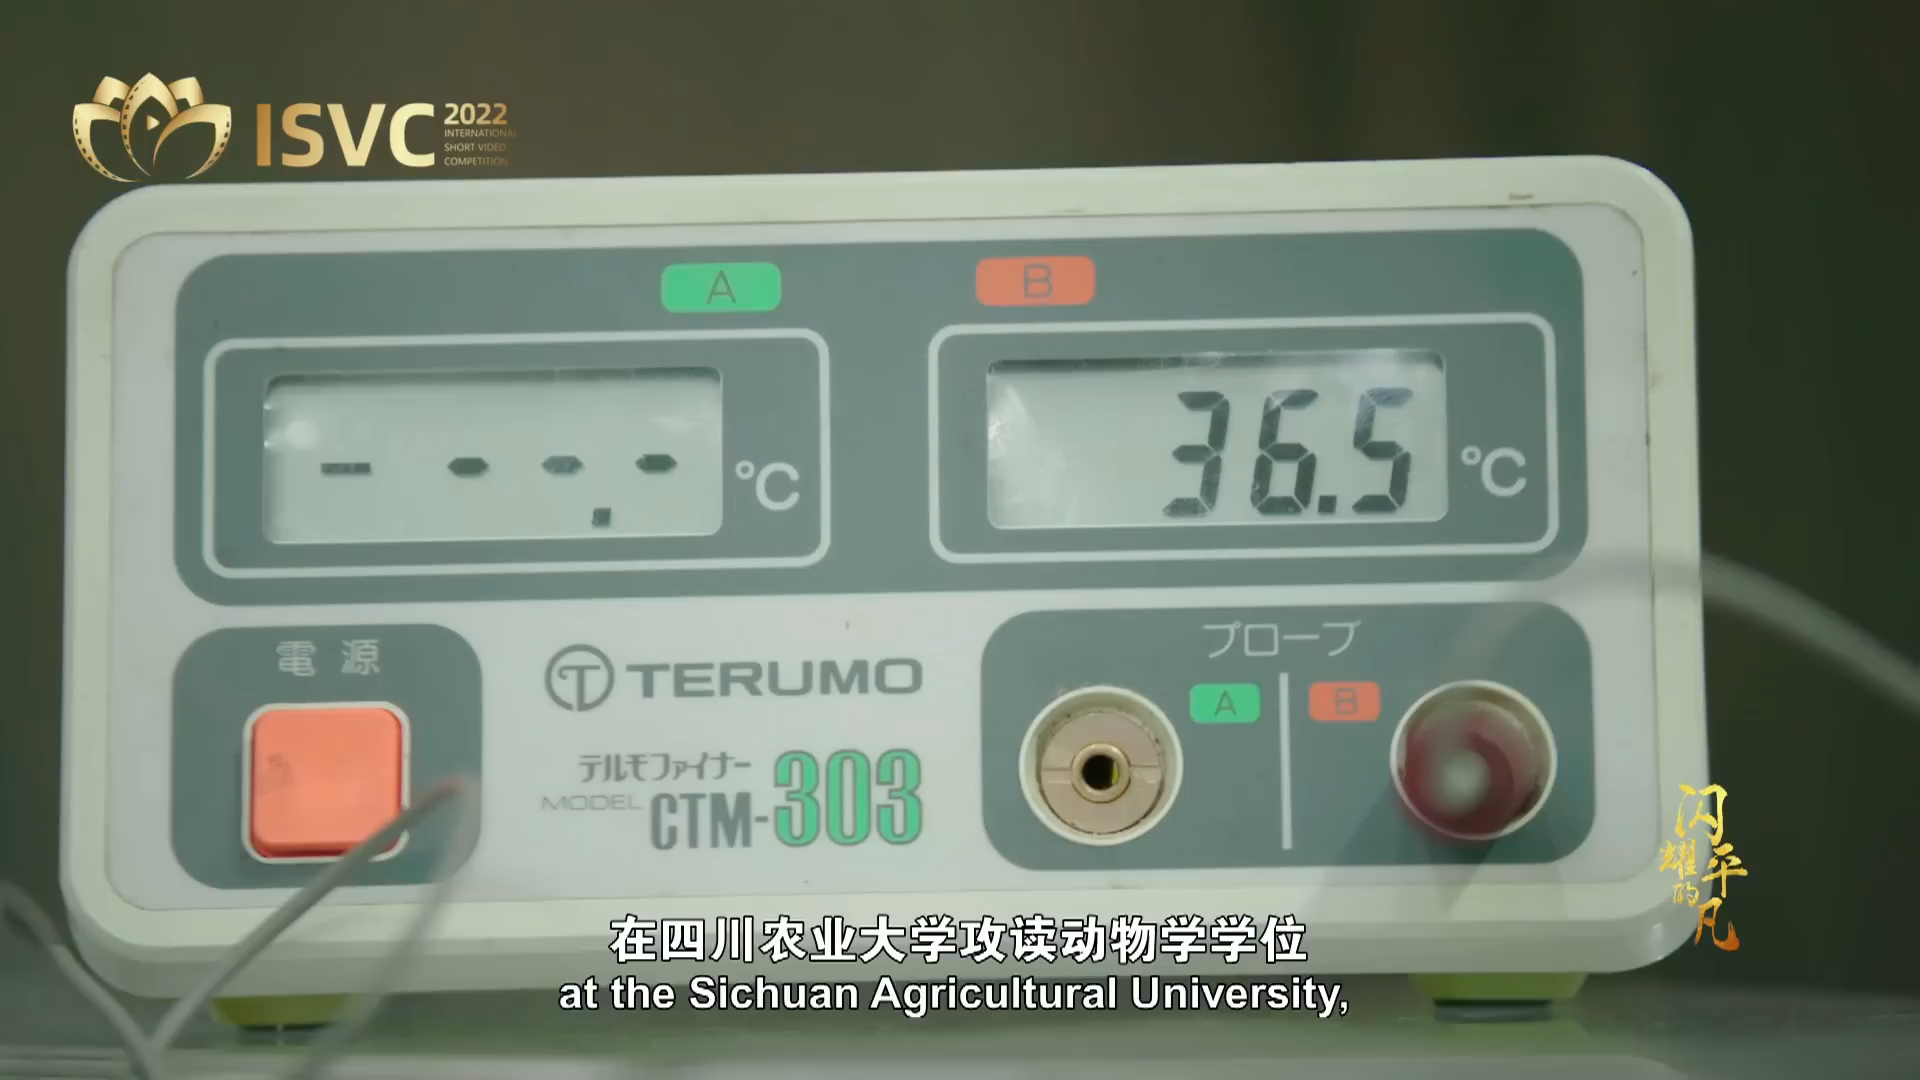 ISVC 2022
INTERNATIONAL
SHORT VIDEO
COMPETITION
A
B
- - - . -
°C
36.5
°C
電源
TERUMO
テルモファイナー
MODEL CTM-303
プローブ
A
B
闪耀的平凡
在四川农业大学攻读动物学学位
at the Sichuan Agricultural University,